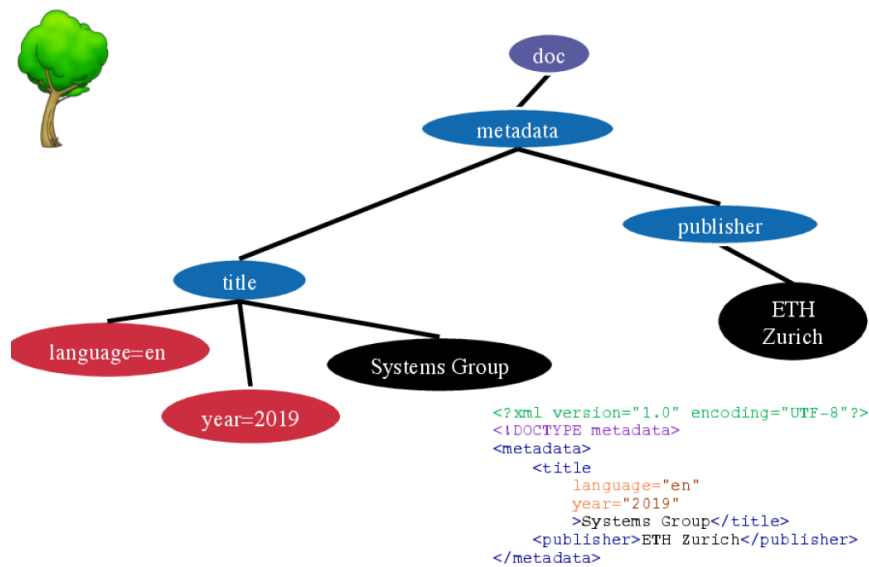 doc
metadata
publisher
title
ETH
Zurich
language=en
Systems Group
year=2019
<?xml version="1.0" encoding="UTF-8"?>
<!DOCTYPE metadata>
<metadata>
    <title
        language="en"
        year="2019"
        >Systems Group</title>
    <publisher>ETH Zurich</publisher>
</metadata>